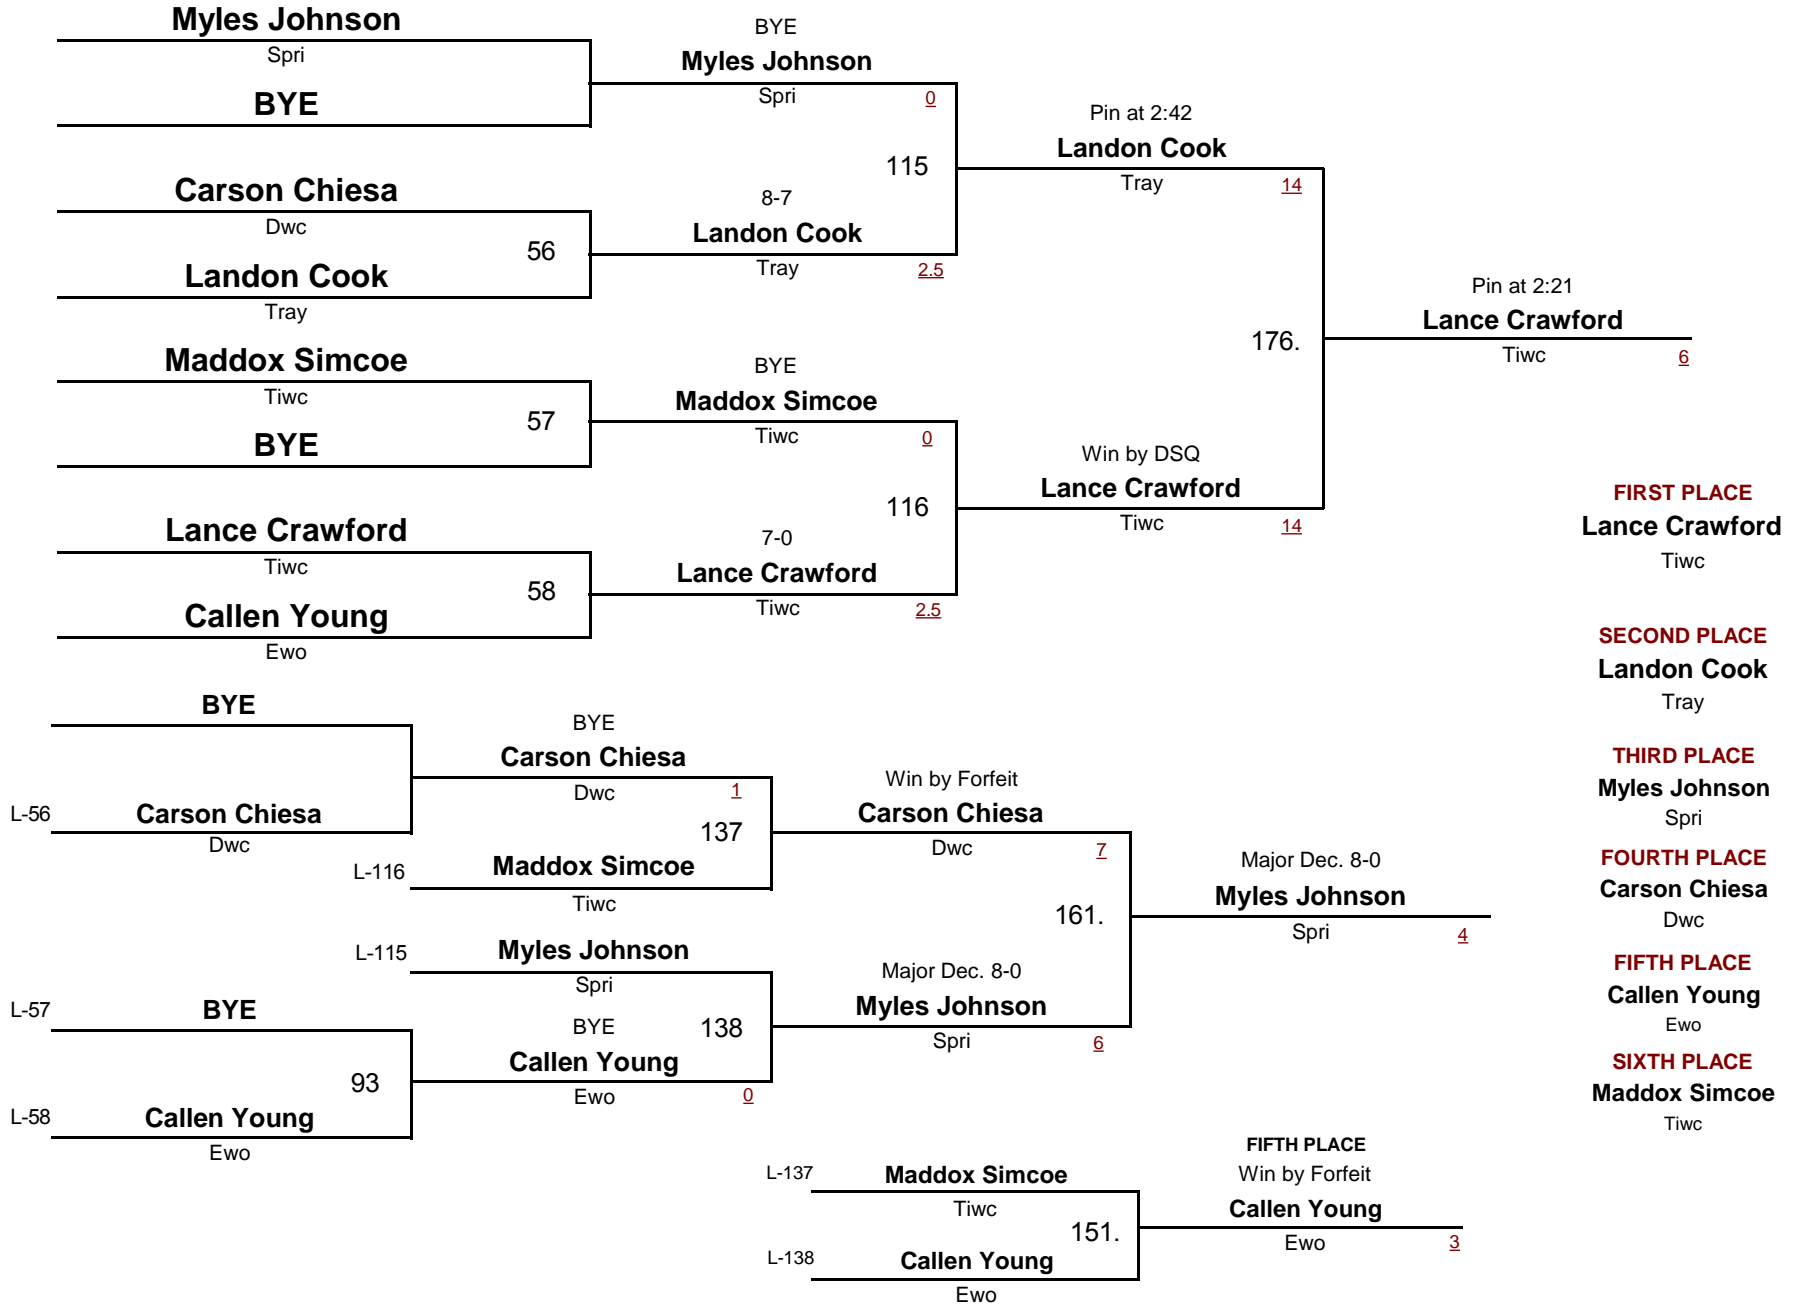 Myles Johnson
Spri
BYE
BYE
Myles Johnson
Spri
0
Carson Chiesa
Dwc
56
Landon Cook
Tray
8-7
Landon Cook
Tray
2.5
115
Pin at 2:42
Landon Cook
Tray
14
Maddox Simcoe
Tiwc
57
BYE
BYE
Maddox Simcoe
Tiwc
0
Lance Crawford
Tiwc
58
Callen Young
Ewo
7-0
Lance Crawford
Tiwc
2.5
116
Win by DSQ
Lance Crawford
Tiwc
14
176.
Pin at 2:21
Lance Crawford
Tiwc
6
BYE
L-56
Carson Chiesa
Dwc
BYE
Carson Chiesa
Dwc
1
137
L-116
Maddox Simcoe
Tiwc
Win by Forfeit
Carson Chiesa
Dwc
7
L-115
Myles Johnson
Spri
L-57
BYE
93
L-58
Callen Young
Ewo
BYE
138
Callen Young
Ewo
0
Major Dec. 8-0
Myles Johnson
Spri
6
161.
Major Dec. 8-0
Myles Johnson
Spri
4
L-137
Maddox Simcoe
Tiwc
151.
L-138
Callen Young
Ewo
FIFTH PLACE
Win by Forfeit
Callen Young
Ewo
3
FIRST PLACE
Lance Crawford
Tiwc
SECOND PLACE
Landon Cook
Tray
THIRD PLACE
Myles Johnson
Spri
FOURTH PLACE
Carson Chiesa
Dwc
FIFTH PLACE
Callen Young
Ewo
SIXTH PLACE
Maddox Simcoe
Tiwc